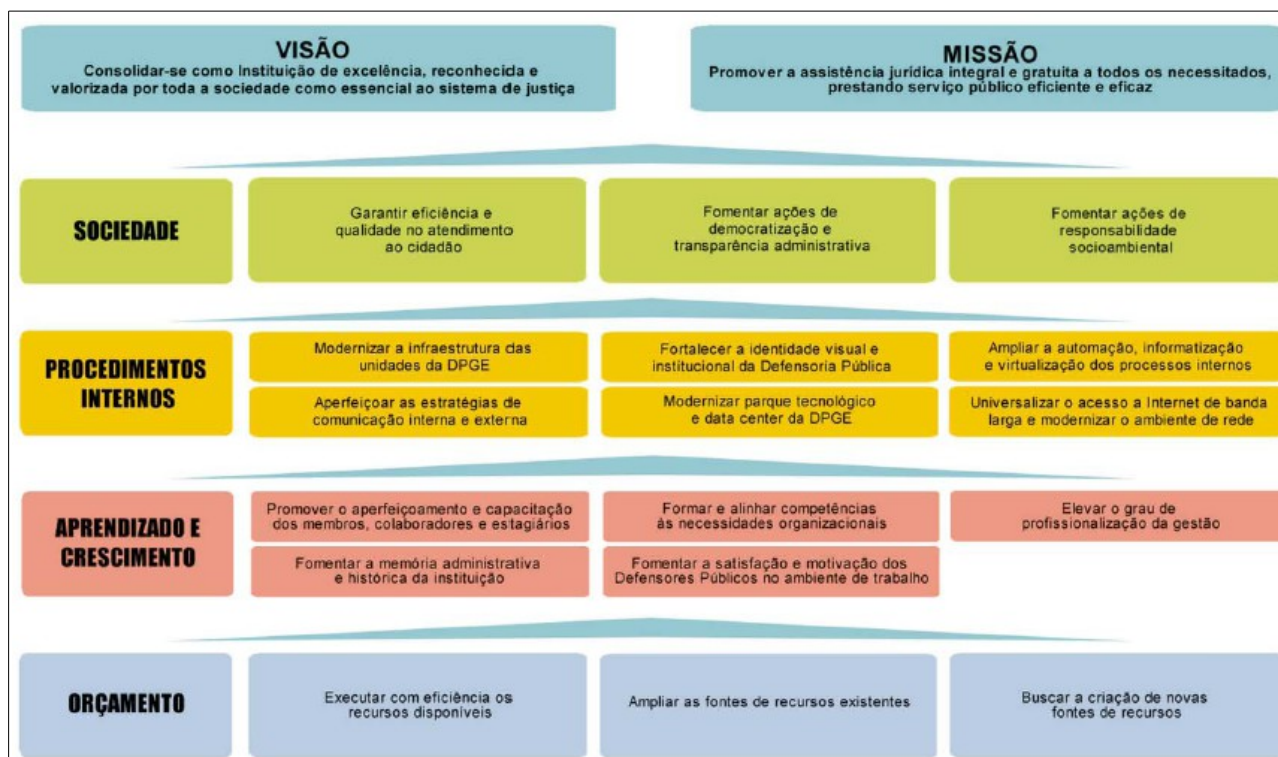 VISÃO
Consolidar-se como Instituição de excelência, reconhecida e
valorizada por toda a sociedade como essencial ao sistema de justiça
MISSÃO
Promover a assistência jurídica integral e gratuita a todos os necessitados,
prestando serviço público eficiente e eficaz
SOCIEDADE
Garantir eficiência e
qualidade no atendimento
ao cidadão
Fomentar ações de
democratização e
transparência administrativa
Fomentar ações de
responsabilidade
socioambiental
PROCEDIMENTOS
INTERNOS
Modernizar a infraestrutura das
unidades da DPGE
Fortalecer a identidade visual e
institucional da Defensoria Pública
Ampliar a automação, informatização
e virtualização dos processos internos
Aperfeiçoar as estratégias de
comunicação interna e externa
Modernizar parque tecnológico
e data center da DPGE
Universalizar o acesso a Internet de banda
larga e modernizar o ambiente de rede
APRENDIZADO E
CRESCIMENTO
Promover o aperfeiçoamento e capacitação
dos membros, colaboradores e estagiários
Formar e alinhar competências
às necessidades organizacionais
Elevar o grau de
profissionalização da gestão
Fomentar a memória administrativa
e histórica da instituição
Fomentar a satisfação e motivação dos
Defensores Públicos no ambiente de trabalho
ORÇAMENTO
Executar com eficiência os
recursos disponíveis
Ampliar as fontes de recursos existentes
Buscar a criação de novas
fontes de recursos